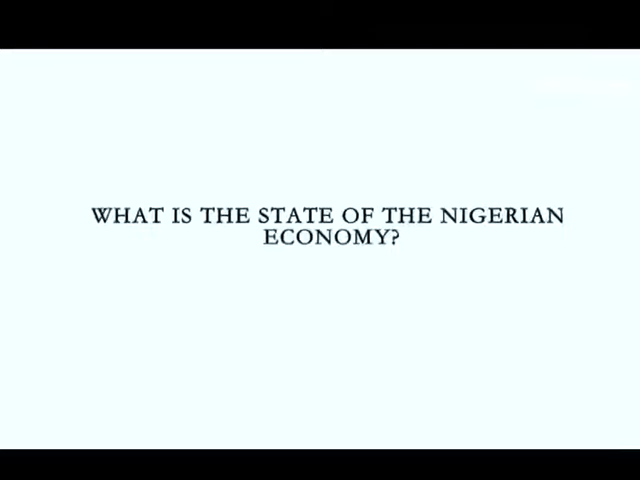 WHAT IS THE STATE OF THE NIGERIAN
ECONOMY?